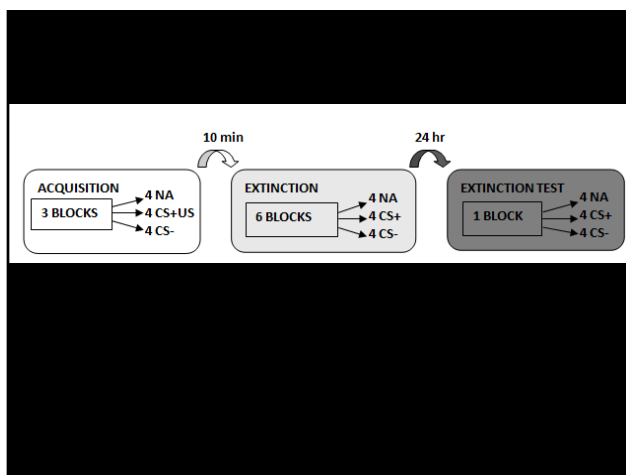 10 min
24 hr
ACQUISITION
3 BLOCKS
4 NA
4 CS+US
4 CS-
EXTINCTION
6 BLOCKS
4 NA
4 CS+
4 CS-
EXTINCTION TEST
1 BLOCK
4 NA
4 CS+
4 CS-